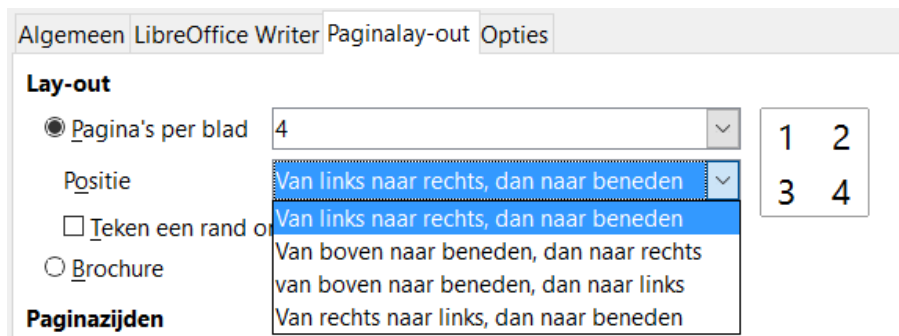 Algemeen LibreOffice Writer Paginalay-out Opties
Lay-out
Pagina's per blad 4
1 2
Positie Van links naar rechts, dan naar beneden
3 4
Van links naar rechts, dan naar beneden
Teken een rand o
Van boven naar beneden, dan naar rechts
Brochure
van boven naar beneden, dan naar links
Paginazijden
Van rechts naar links, dan naar beneden